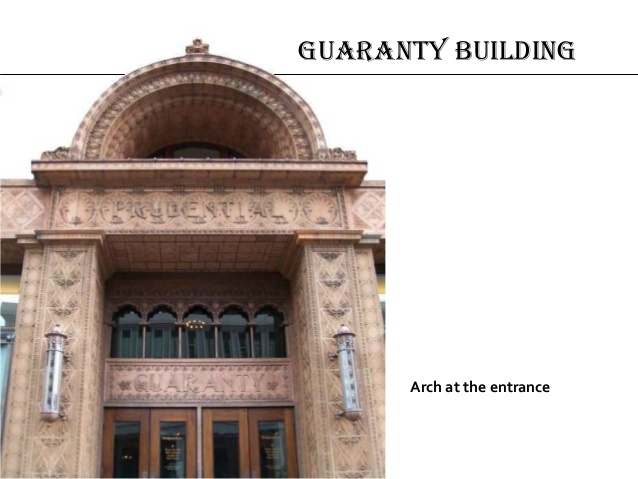 GUARANTY BUILDING
PRUDENTIAL
GUARANTY
Arch at the entrance